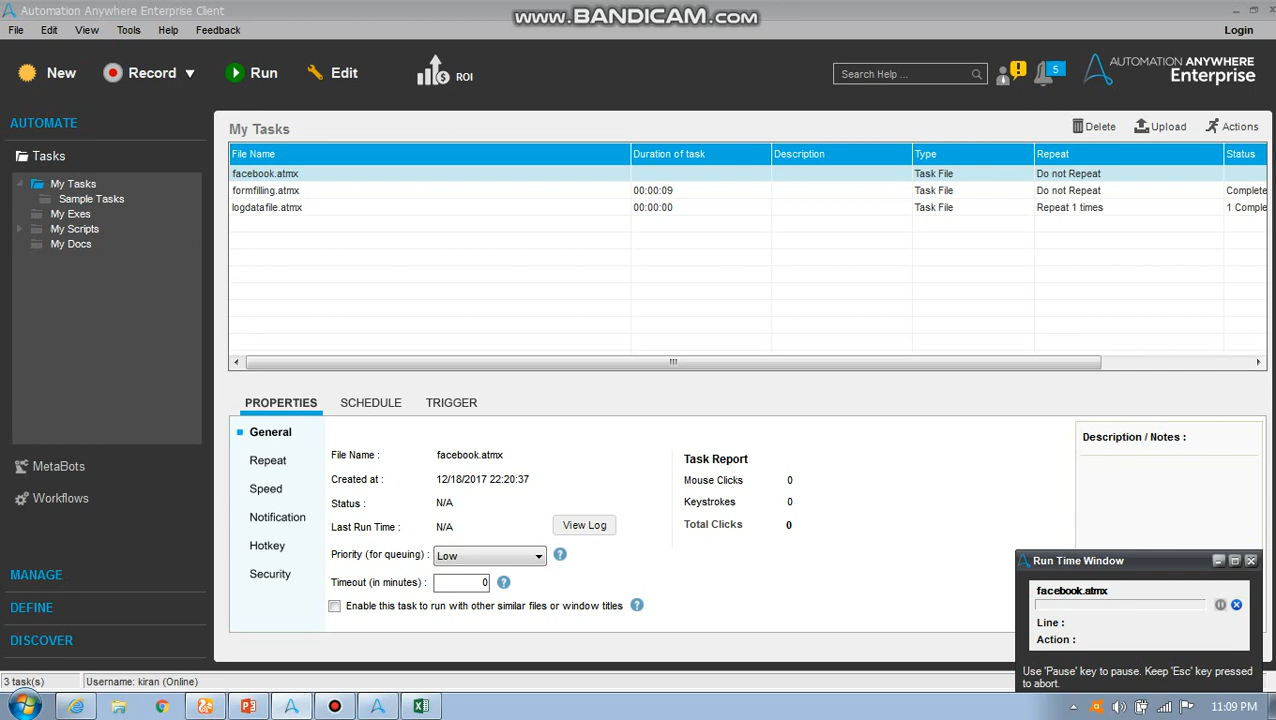 Automation Anywhere Enterprise Client
www.BANDICAM.com
File Edit View Tools Help Feedback
Login
New Record Run Edit ROI
Search Help ...
5
AUTOMATION ANYWHERE
Enterprise
AUTOMATE
Tasks
My Tasks
Sample Tasks
My Exes
My Scripts
My Docs
MetaBots
Workflows
MANAGE
DEFINE
DISCOVER
My Tasks
Delete Upload Actions
File Name Duration of task Description Type Repeat Status
facebook.atmx Task File Do not Repeat
formfilling.atmx 00:00:09 Task File Do not Repeat Complete
logdatafile.atmx 00:00:00 Task File Repeat 1 times 1 Comple
PROPERTIES SCHEDULE TRIGGER
General
Repeat
Speed
Notification
Hotkey
Security
File Name : facebook.atmx
Created at : 12/18/2017 22:20:37
Status : N/A
Last Run Time : N/A
View Log
Priority (for queuing) : Low ?
Timeout (in minutes) : 0 ?
Enable this task to run with other similar files or window titles ?
Task Report
Mouse Clicks 0
Keystrokes 0
Total Clicks 0
Description / Notes :
Run Time Window
facebook.atmx
Line :
Action :
Use 'Pause' key to pause. Keep 'Esc' key pressed
to abort.
3 task(s) Username: kiran (Online)
11:09 PM